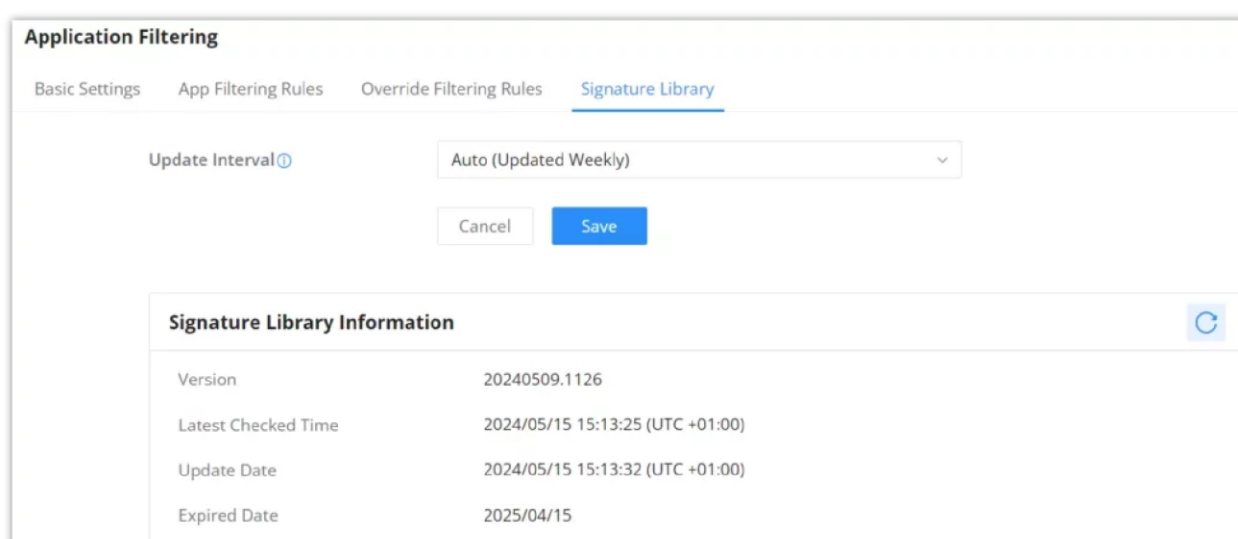 Application Filtering
Basic Settings App Filtering Rules Override Filtering Rules Signature Library
Update Interval Auto (Updated Weekly)
Cancel Save
Signature Library Information
Version 20240509.1126
Latest Checked Time 2024/05/15 15:13:25 (UTC +01:00)
Update Date 2024/05/15 15:13:32 (UTC +01:00)
Expired Date 2025/04/15